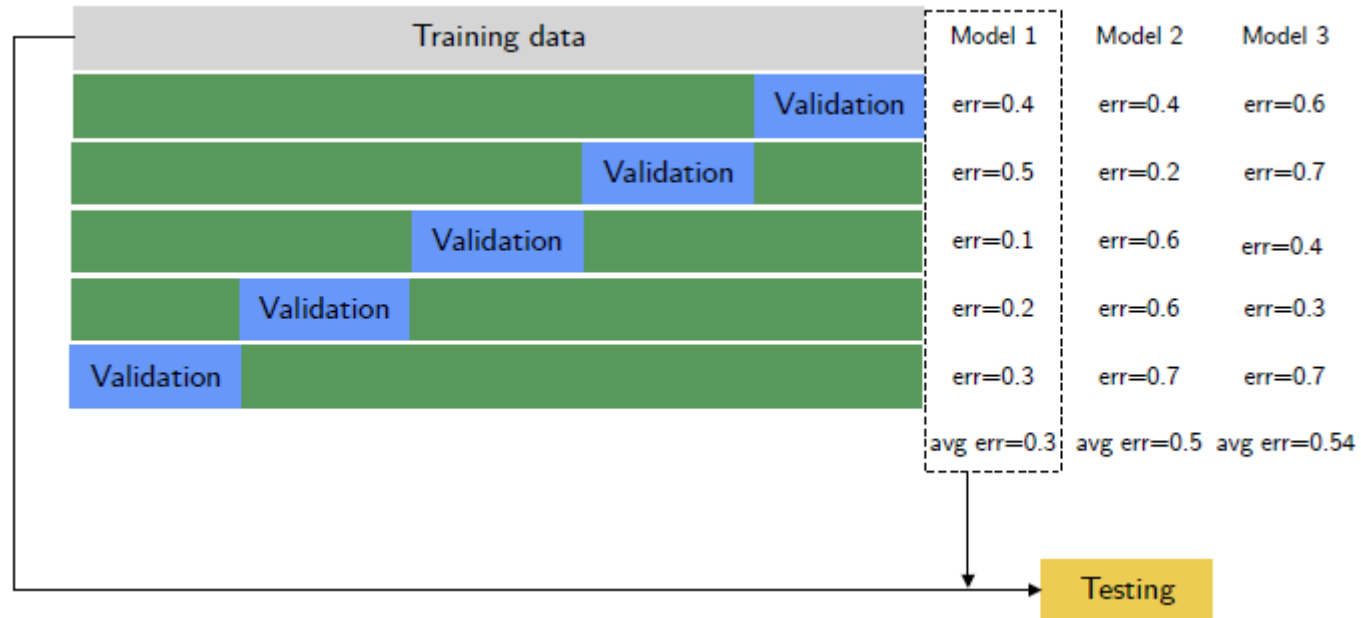 Training data Model 1 Model 2 Model 3
Validation err=0.4 err=0.4 err=0.6
Validation err=0.5 err=0.2 err=0.7
Validation err=0.1 err=0.6 err=0.4
Validation err=0.2 err=0.6 err=0.3
Validation err=0.3 err=0.7 err=0.7
avg err=0.3 avg err=0.5 avg err=0.54
Testing